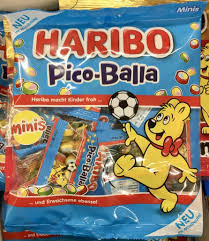 NEU
Minis
HARIBO
Pico-Balla
Haribo macht Kinder froh ...
minis
Pico-Balla
... und Erwachsene ebenso!
NEU